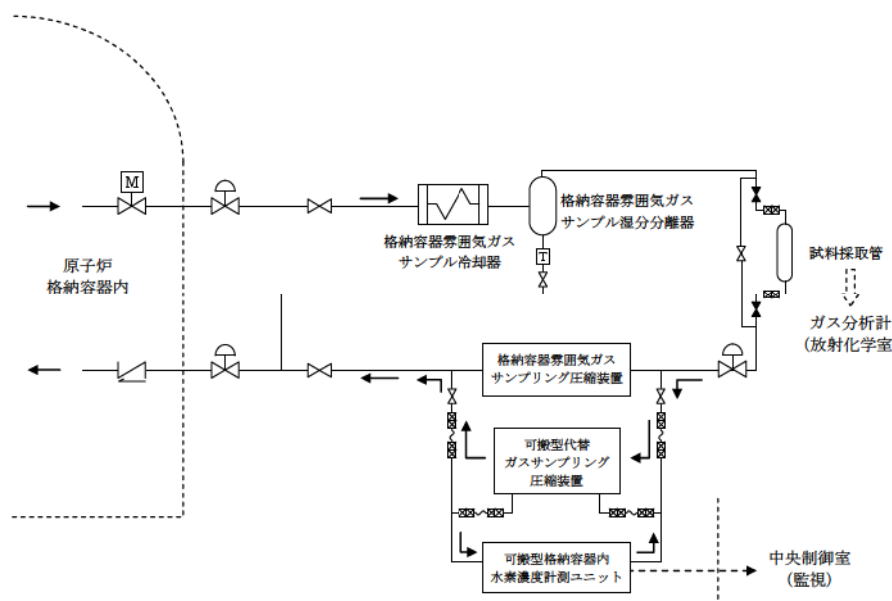 M
格納容器雰囲気ガス
サンプル湿分分離器
格納容器雰囲気ガス
サンプル冷却器
T
原子炉
格納容器内
試料採取管
ガス分析計
(放射化学室
格納容器雰囲気ガス
サンプリング圧縮装置
可搬型代替
ガスサンプリング
圧縮装置
可搬型格納容器内
水素濃度計測ユニット
中央制御室
(監視)